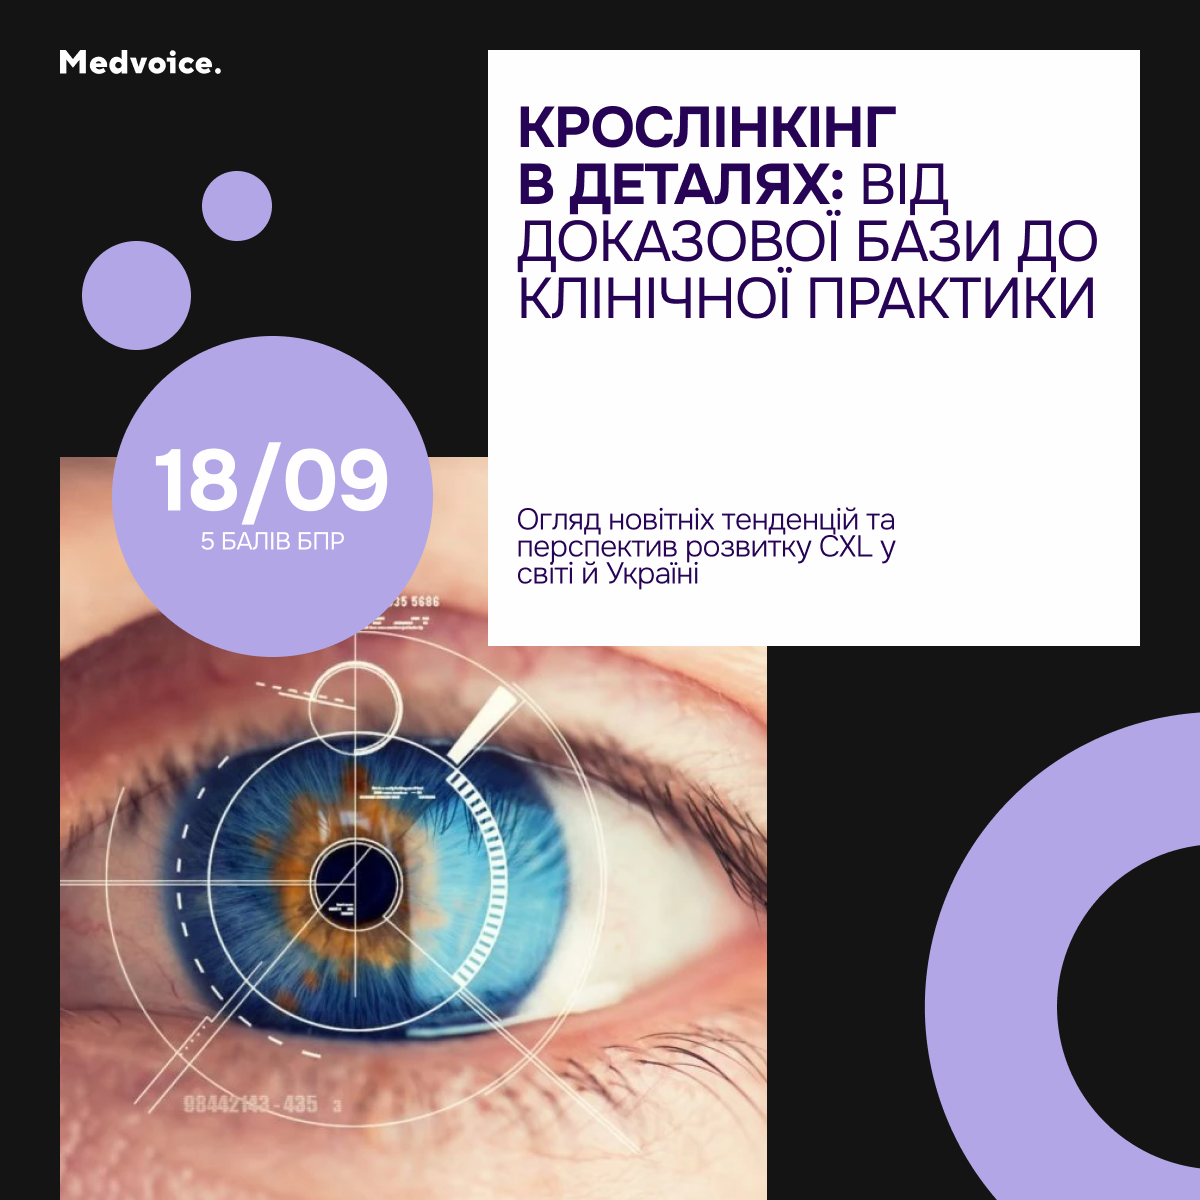 Medvoice.
КРОСЛІНКІНГ
В ДЕТАЛЯХ: ВІД
ДОКАЗОВОЇ БАЗИ ДО
КЛІНІЧНОЇ ПРАКТИКИ
18/09
5 БАЛІВ БПР
Огляд новітніх тенденцій та
перспектив розвитку CXL у
світі й Україні
35 5686
98442143-435 3